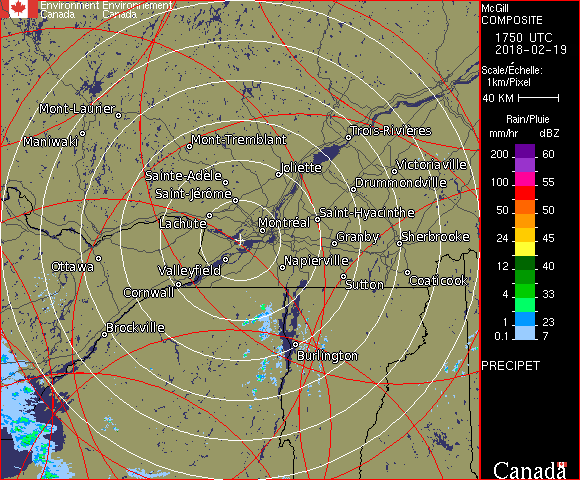 Environment Environnement
Canada Canada
McGill
COMPOSITE
1750 UTC
2018-02-19
Scale/Échelle:
1km/Pixel
40 KM
Rain/Pluie
mm/hr dBZ
200 60
100 55
50 50
24 45
12 40
4 33
1 23
0.1 7
PRECIPET
Canada
Mont-Laurier
Maniwaki
Mont-Tremblant
Trois-Rivières
Sainte-Adèle
Joliette
Victoriaville
Saint-Jérôme
Drummondville
Lachute
Montréal
Saint-Hyacinthe
Granby
Sherbrooke
Ottawa
Valleyfield
Napierville
Cornwall
Sutton
Coaticook
Brockville
Burlington